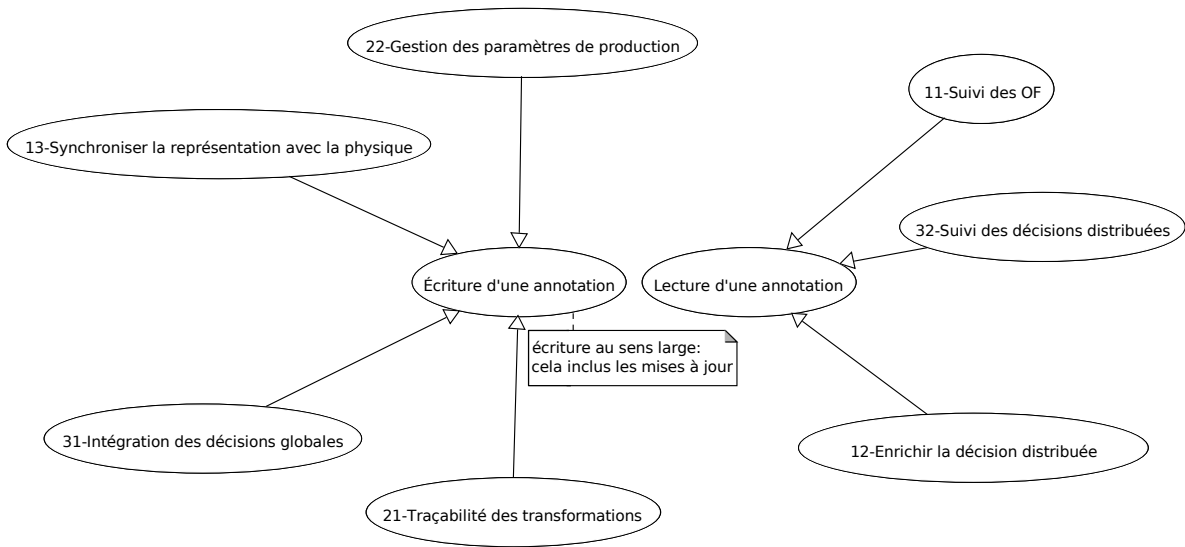 22-Gestion des paramètres de production
11-Suivi des OF
13-Synchroniser la représentation avec la physique
32-Suivi des décisions distribuées
Écriture d'une annotation
Lecture d'une annotation
écriture au sens large:
cela inclus les mises à jour
31-Intégration des décisions globales
12-Enrichir la décision distribuée
21-Traçabilité des transformations